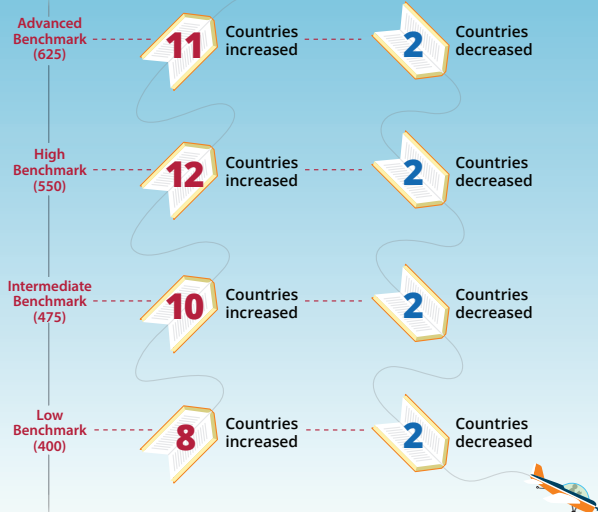 Advanced
Benchmark
(625)
11
Countries
increased
2
Countries
decreased
High
Benchmark
(550)
12
Countries
increased
2
Countries
decreased
Intermediate
Benchmark
(475)
10
Countries
increased
2
Countries
decreased
Low
Benchmark
(400)
8
Countries
increased
2
Countries
decreased